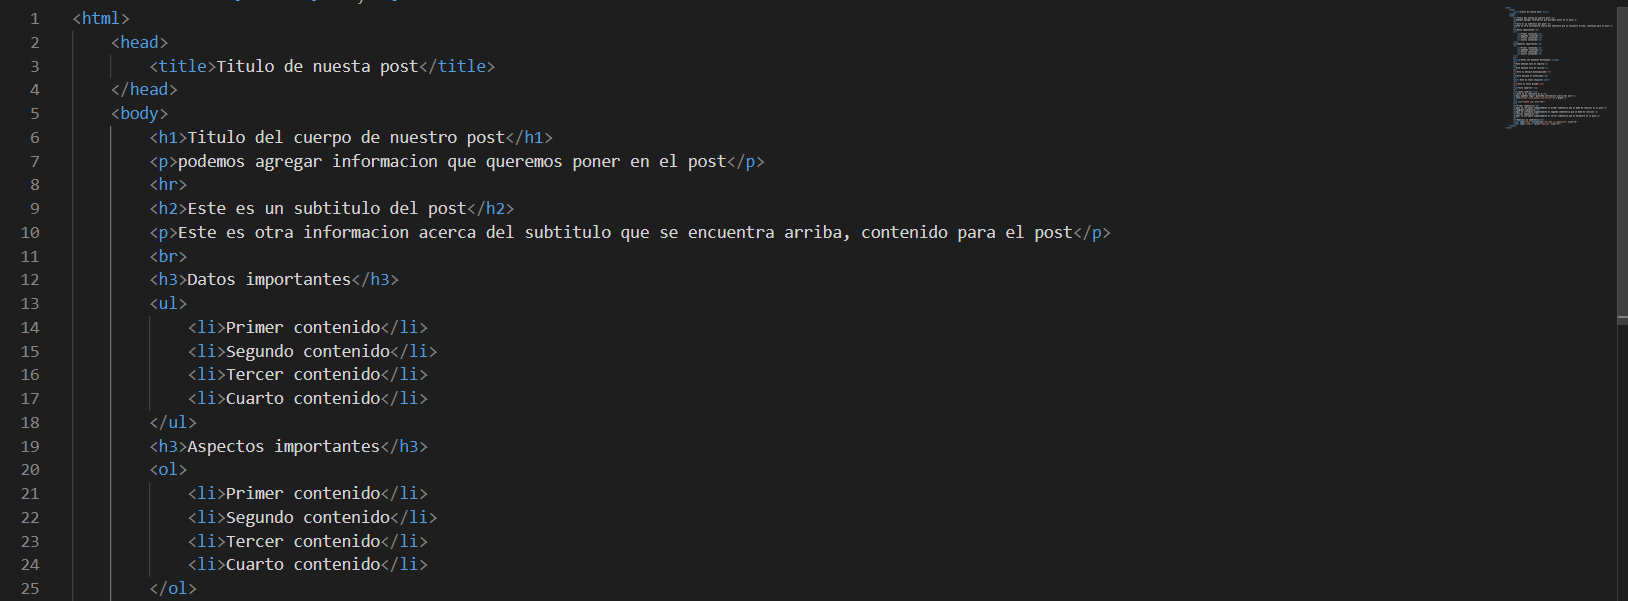 1 <html>
2 <head>
3 <title>Titulo de nuesta post</title>
4 </head>
5 <body>
6 <h1>Titulo del cuerpo de nuestro post</h1>
7 <p>podemos agregar informacion que queremos poner en el post</p>
8 <hr>
9 <h2>Este es un subtitulo del post</h2>
10 <p>Este es otra informacion acerca del subtitulo que se encuentra arriba, contenido para el post</p>
11 <br>
12 <h3>Datos importantes</h3>
13 <ul>
14 <li>Primer contenido</li>
15 <li>Segundo contenido</li>
16 <li>Tercer contenido</li>
17 <li>Cuarto contenido</li>
18 </ul>
19 <h3>Aspectos importantes</h3>
20 <ol>
21 <li>Primer contenido</li>
22 <li>Segundo contenido</li>
23 <li>Tercer contenido</li>
24 <li>Cuarto contenido</li>
25 </ol>